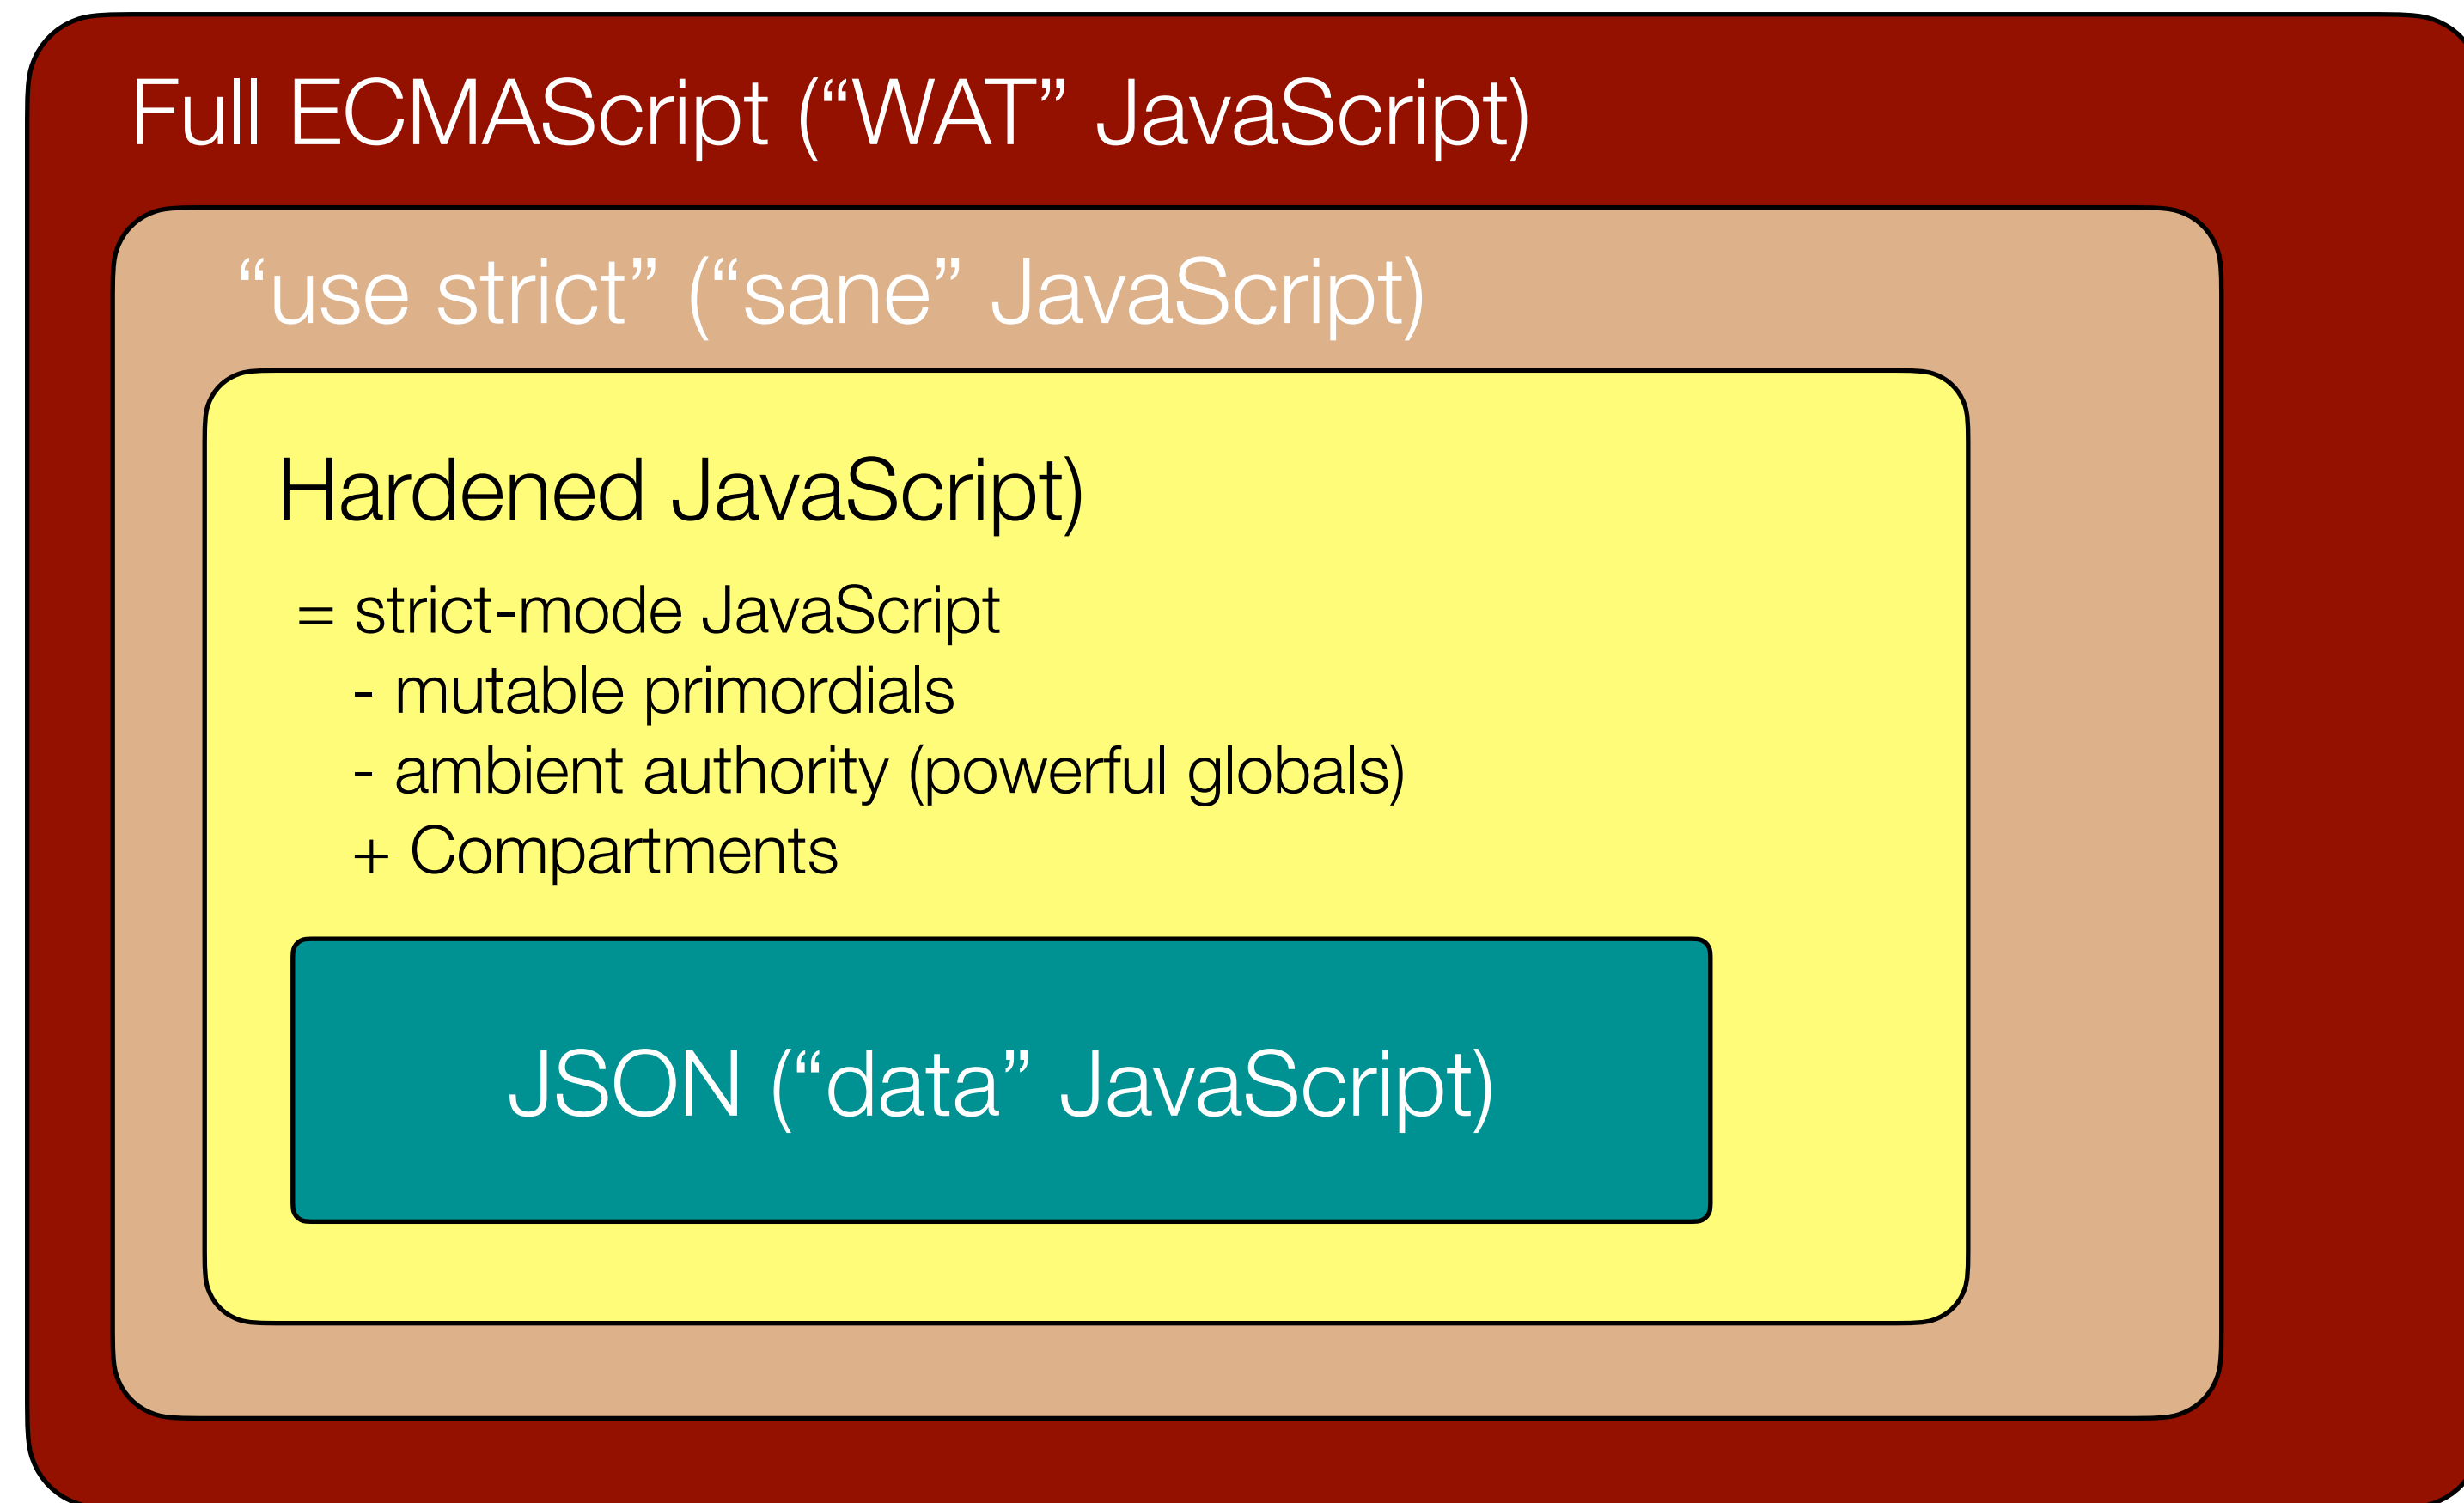 Full ECMAScript (“WAT” JavaScript)
“use strict” (“sane” JavaScript)
Hardened JavaScript)
= strict-mode JavaScript
- mutable primordials
- ambient authority (powerful globals)
+ Compartments
JSON (“data” JavaScript)